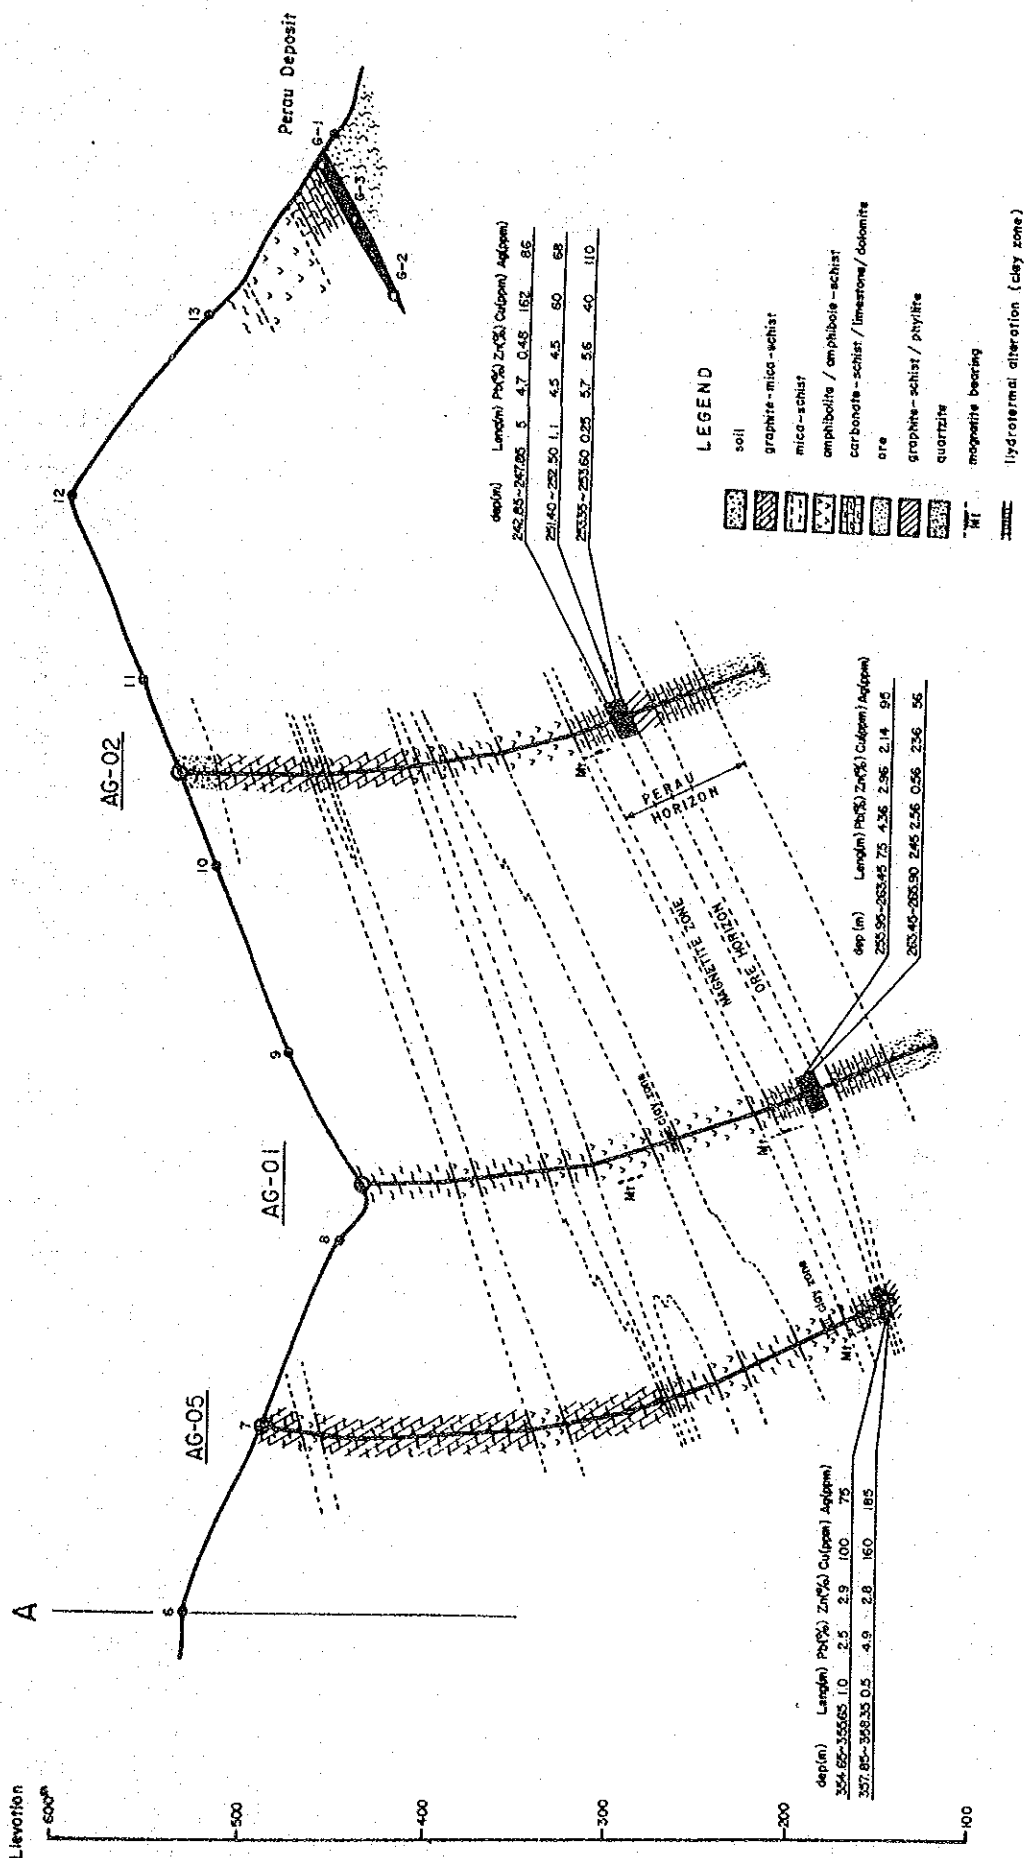 Elevation
600m
500
400
300
200
100
A
6
7
8
9
10
11
12
13
AG-05
AG-01
AG-02
Perau Deposit
G-1
G-3
G-2
Mt
Mt
Mt
Mt
clay zone
clay zone
MAGNETITE ZONE
ORE HORIZON
PERAU
HORIZON
dep(m) Leng(m) Pb(%) Zn(%) Cu(ppm) Ag(ppm)
354.65~355.65 1.0 2.5 2.9 100 75
357.85~358.35 0.5 4.9 2.8 160 185
dep(m) Leng(m) Pb(%) Zn(%) Cu(ppm) Ag(ppm)
255.95~263.45 7.5 4.36 2.96 2.14 95
263.45~265.90 2.45 2.56 0.56 236 56
dep(m) Leng(m) Pb(%) Zn(%) Cu(ppm) Ag(ppm)
242.85~247.85 5 4.7 0.48 162 86
251.40~252.50 1.1 4.5 4.5 60 68
253.35~253.60 0.25 5.7 5.6 40 110
LEGEND
soil
graphite-mica-schist
mica-schist
amphibolite / amphibole-schist
carbonate-schist / limestone / dolomite
ore
graphite-schist / phyllite
quartzite
Mt magnetite bearing
Hydrotermal alteration (clay zone)